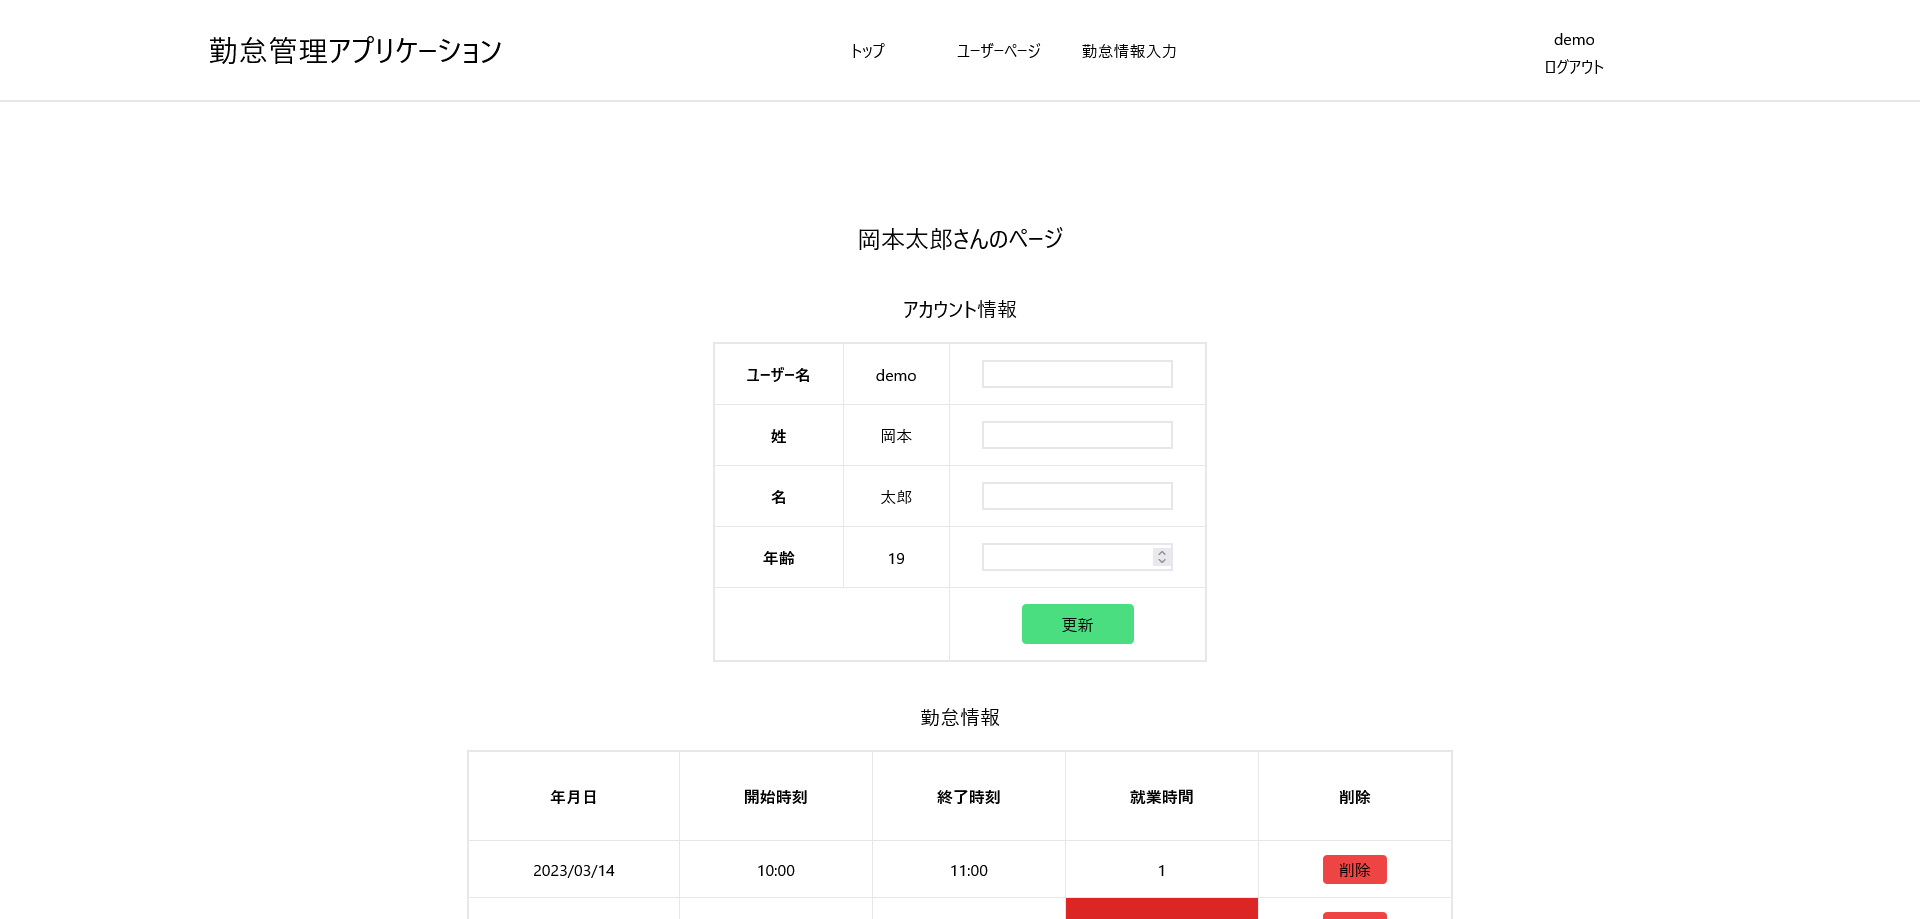 勤怠管理アプリケーション
トップ ユーザーページ 勤怠情報入力
demo
ログアウト
岡本太郎さんのページ
アカウント情報
ユーザー名 demo
姓 岡本
名 太郎
年齢 19
更新
勤怠情報
年月日 開始時刻 終了時刻 就業時間 削除
2023/03/14 10:00 11:00 1 削除